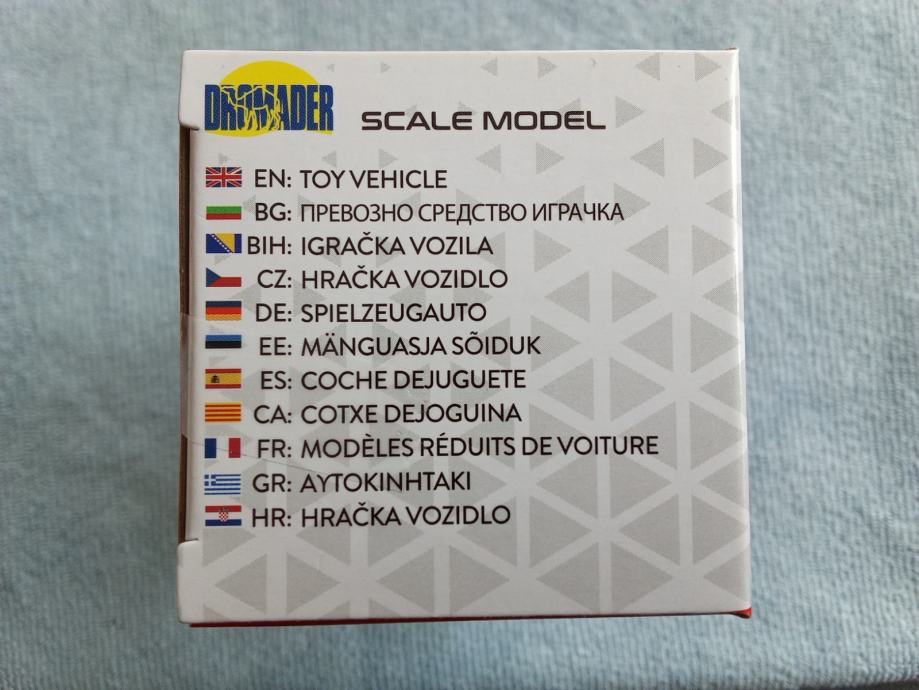 DROMADER
SCALE MODEL
EN: TOY VEHICLE
BG: ПРЕВОЗНО СРЕДСТВО ИГРАЧКА
BIH: IGRAČKA VOZILA
CZ: HRAČKA VOZIDLO
DE: SPIELZEUGAUTO
EE: MÄNGUASJA SÕIDUK
ES: COCHE DEJUGUETE
CA: COTXE DEJOGUINA
FR: MODÈLES RÉDUITS DE VOITURE
GR: ΑΥΤΟΚΙΝΗΤΑΚΙ
HR: HRAČKA VOZIDLO